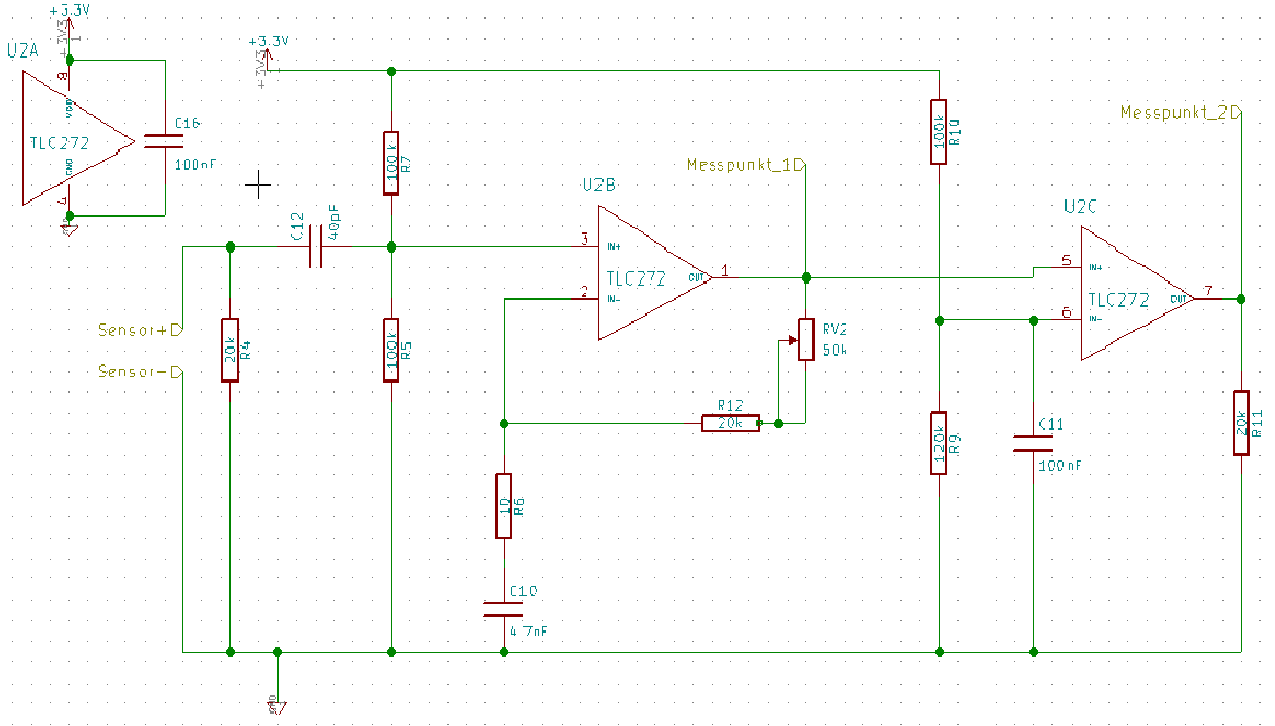 +3.3V
+3V3
1
U2A
8
VDD
TLC272
GND
4
C16
100nF
+3.3V
+3V3
1
100k
R7
C12
40pF
Sensor+
Sensor-
20k
R4
100k
R5
U2B
3
IN+
TLC272
2
IN-
OUT
1
Messpunkt_1
RV2
50k
R12
20k
10
R6
C10
4.7nF
100k
R10
120k
R9
C11
100nF
U2C
5
IN+
TLC272
6
IN-
OUT
7
Messpunkt_2
20k
R11